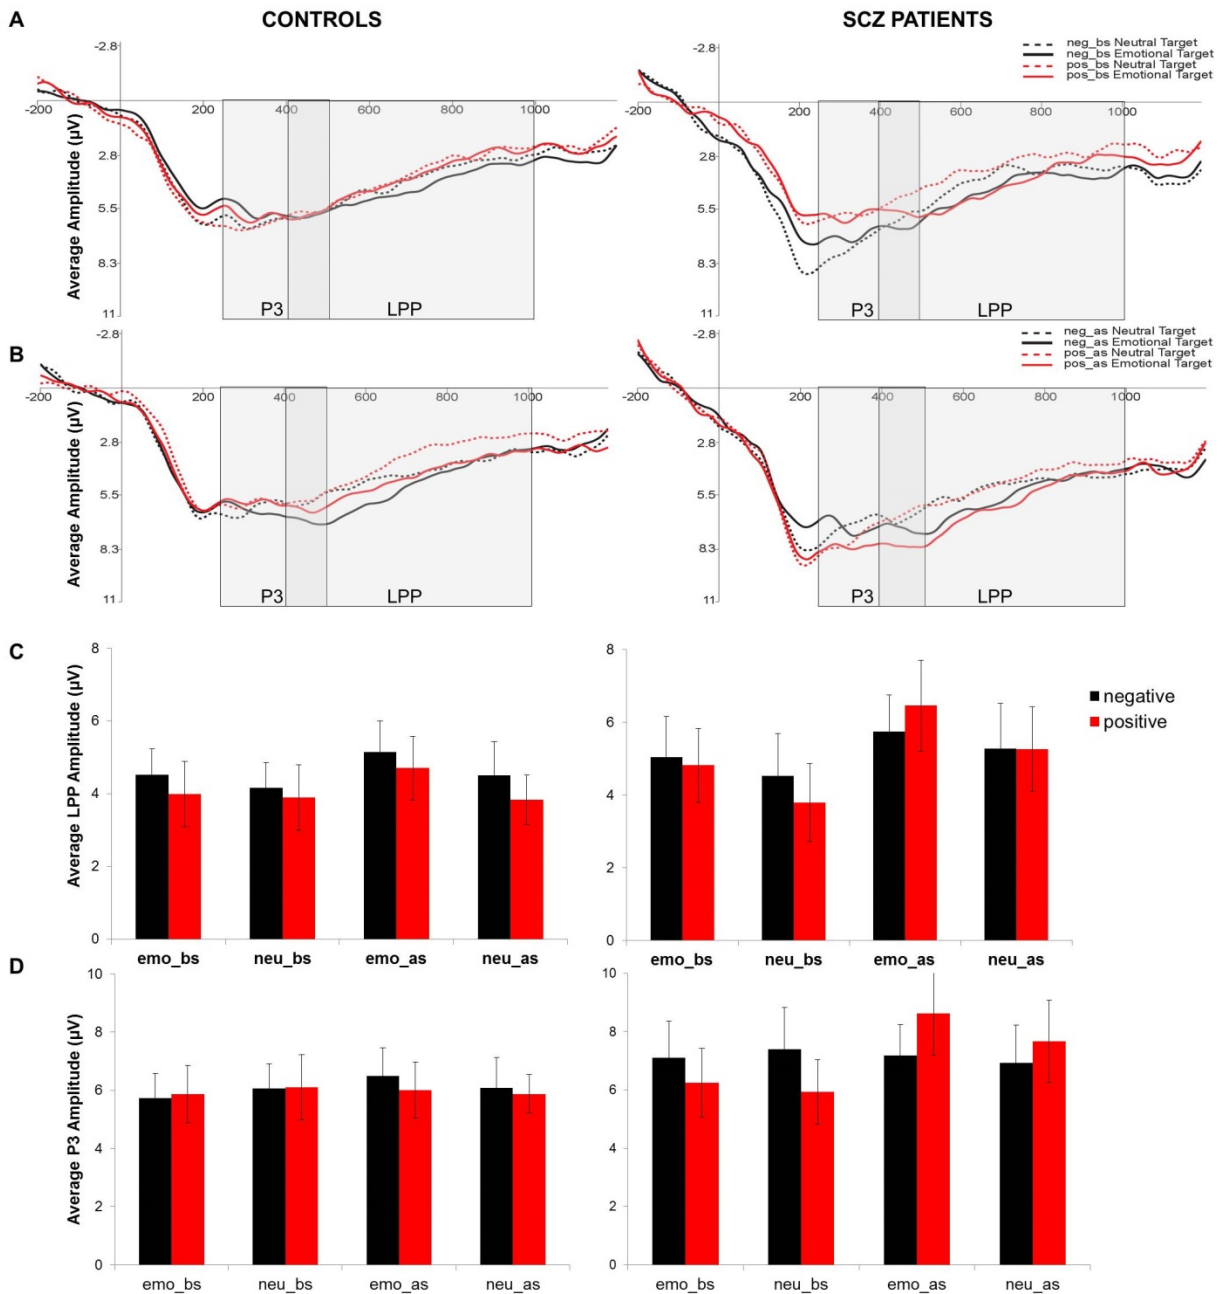 A CONTROLS SCZ PATIENTS
neg_bs Neutral Target
neg_bs Emotional Target
pos_bs Neutral Target
pos_bs Emotional Target
Average Amplitude (µV)
-2.8
-200 200 400 600 800 1000
2.8
5.5
8.3
11
P3 LPP
-2.8
-200 200 400 600 800 1000
2.8
5.5
8.3
11
P3 LPP
B
neg_as Neutral Target
neg_as Emotional Target
pos_as Neutral Target
pos_as Emotional Target
Average Amplitude (µV)
-2.8
-200 200 400 600 800 1000
2.8
5.5
8.3
11
P3 LPP
-2.8
-200 200 400 600 800 1000
2.8
5.5
8.3
11
P3 LPP
C
Average LPP Amplitude (µV)
8
6
4
2
0
emo_bs neu_bs emo_as neu_as
8
6
4
2
0
emo_bs neu_bs emo_as neu_as
negative
positive
D
Average P3 Amplitude (µV)
10
8
6
4
2
0
emo_bs neu_bs emo_as neu_as
10
8
6
4
2
0
emo_bs neu_bs emo_as neu_as